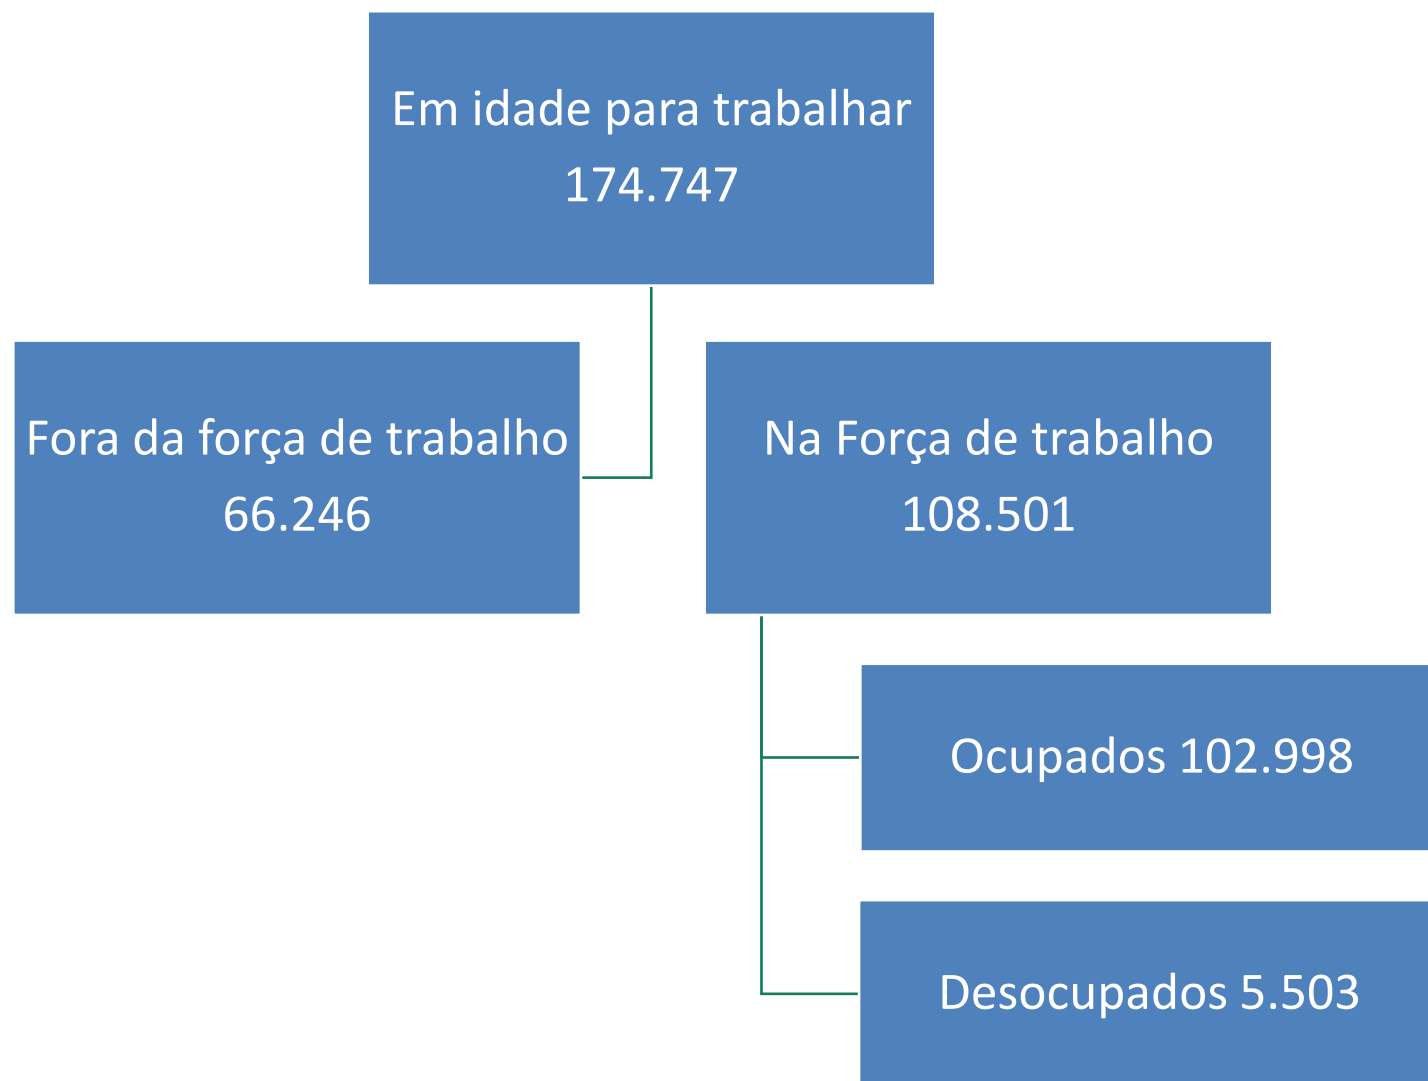 Em idade para trabalhar
174.747
Fora da força de trabalho
66.246
Na Força de trabalho
108.501
Ocupados 102.998
Desocupados 5.503